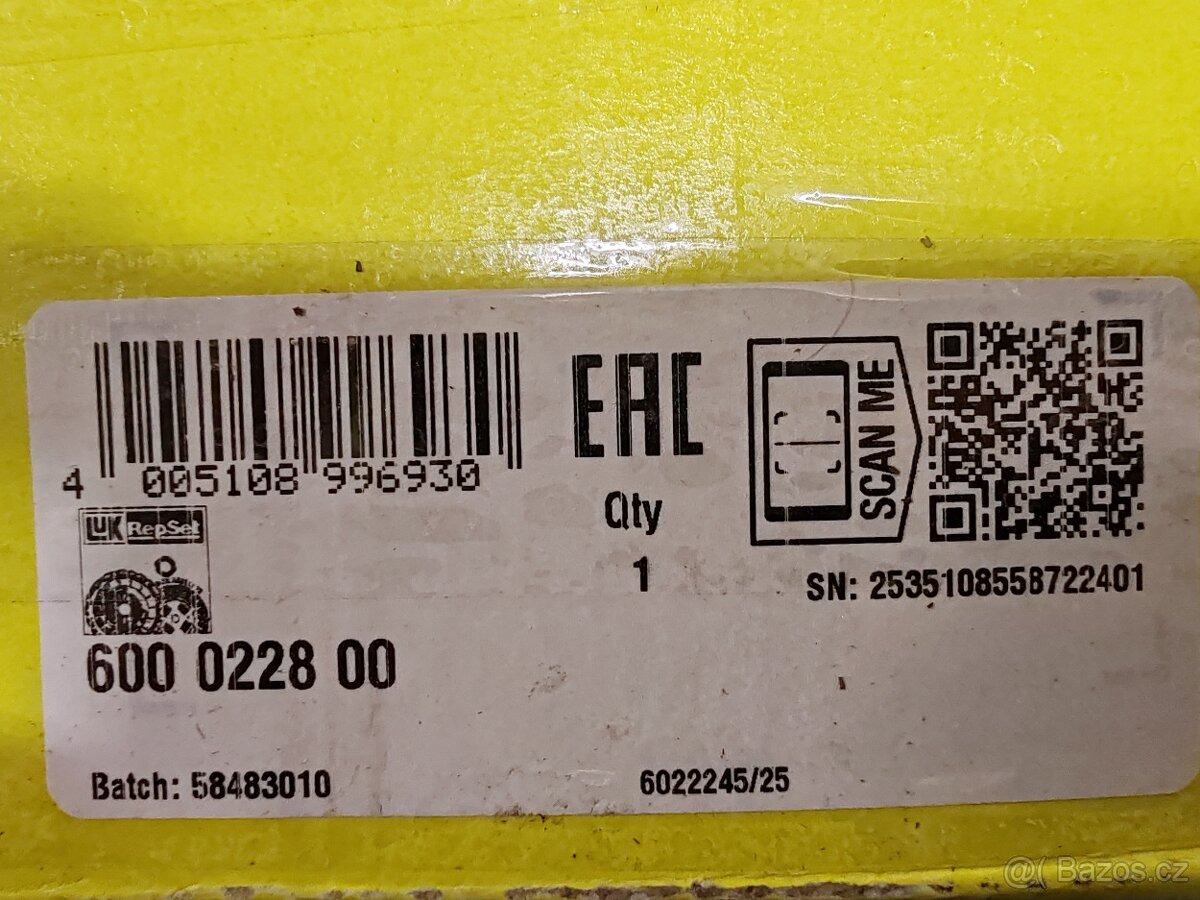 4 005108 996930
EAC
SCAN ME
LUK RepSet
Qty
1
SN: 2535108558722401
600 0228 00
Batch: 58483010
6022245/25
@( Bazos.cz